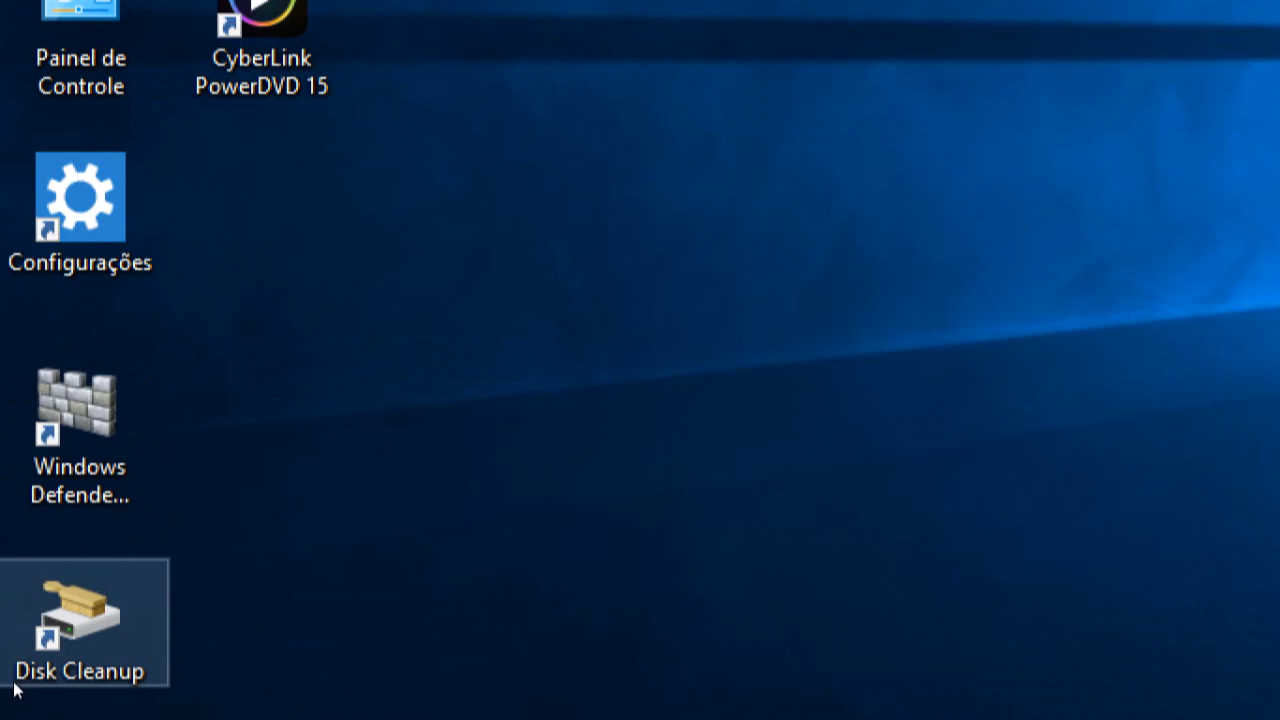 Painel de
Controle
CyberLink
PowerDVD 15
Configurações
Windows
Defende...
Disk Cleanup